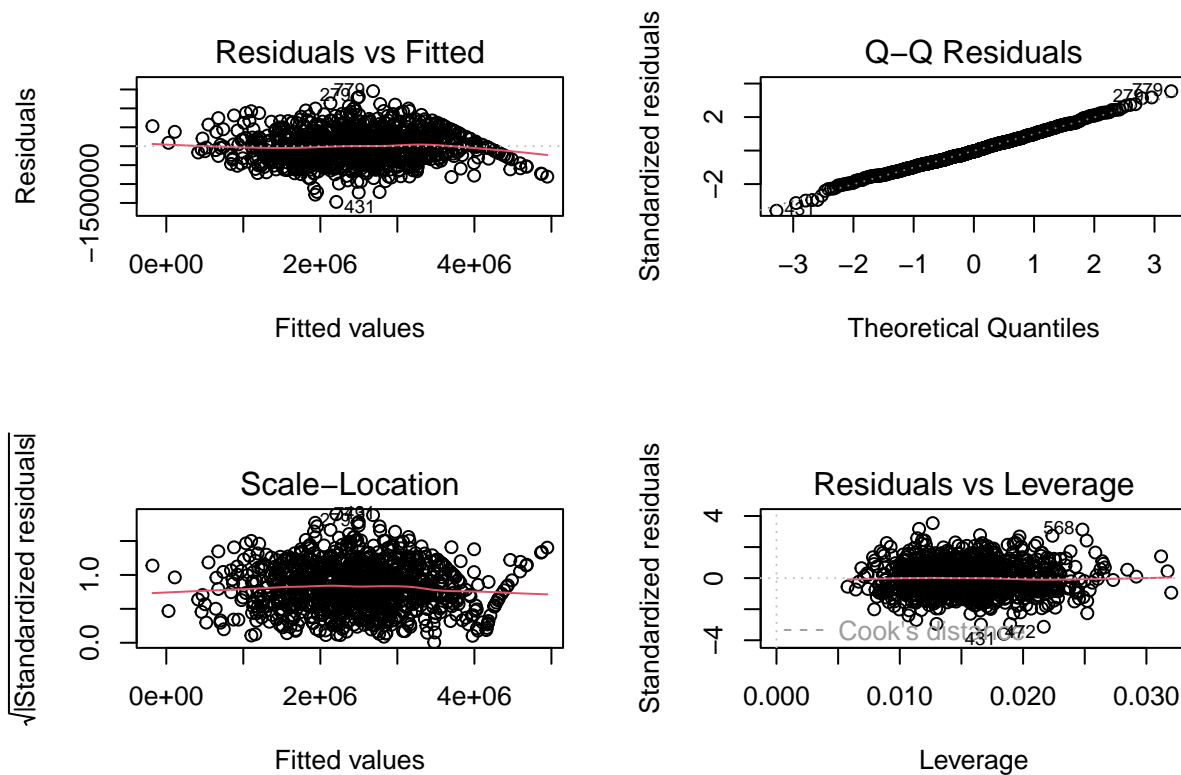 Residuals vs Fitted
Residuals
−1500000
0e+00 2e+06 4e+06
Fitted values
779
279
431
Q−Q Residuals
Standardized residuals
−2 2
−3 −2 −1 0 1 2 3
Theoretical Quantiles
779
279
431
Scale−Location
√|Standardized residuals|
0.0 1.0
0e+00 2e+06 4e+06
Fitted values
Residuals vs Leverage
Standardized residuals
−4 0 4
0.000 0.010 0.020 0.030
Leverage
568
Cook's distance
431
472